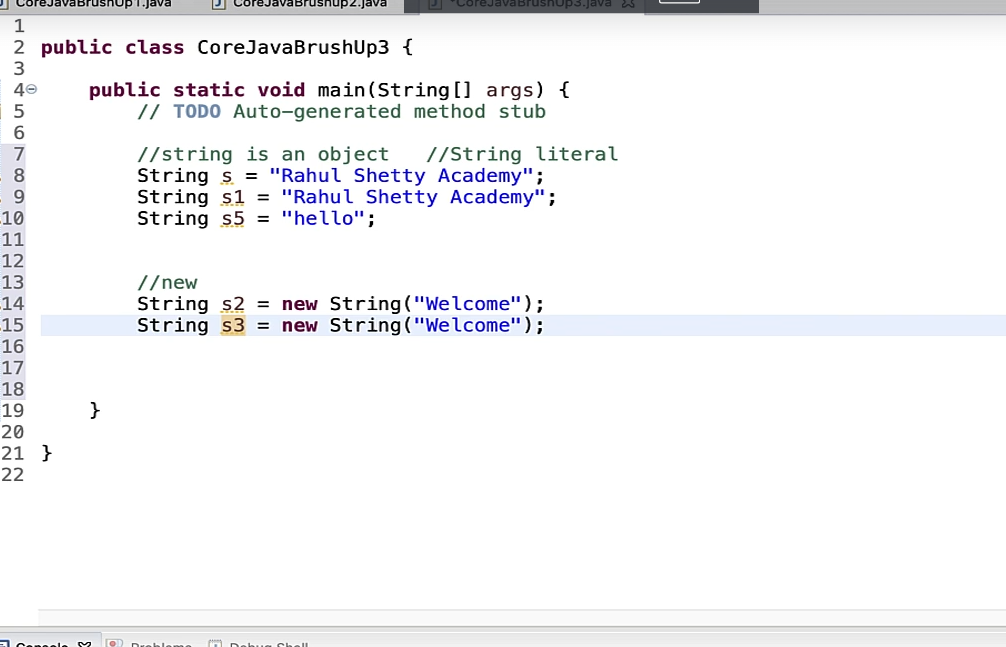 CoreJavaBrushUp1.java CoreJavaBrushup2.java *CoreJavaBrushUp3.java
1
2 public class CoreJavaBrushUp3 {
3
4 public static void main(String[] args) {
5 // TODO Auto-generated method stub
6
7 //string is an object //String literal
8 String s = "Rahul Shetty Academy";
9 String s1 = "Rahul Shetty Academy";
10 String s5 = "hello";
11
12
13 //new
14 String s2 = new String("Welcome");
15 String s3 = new String("Welcome");
16
17
18
19 }
20
21 }
22
Console Problems Debug Shell